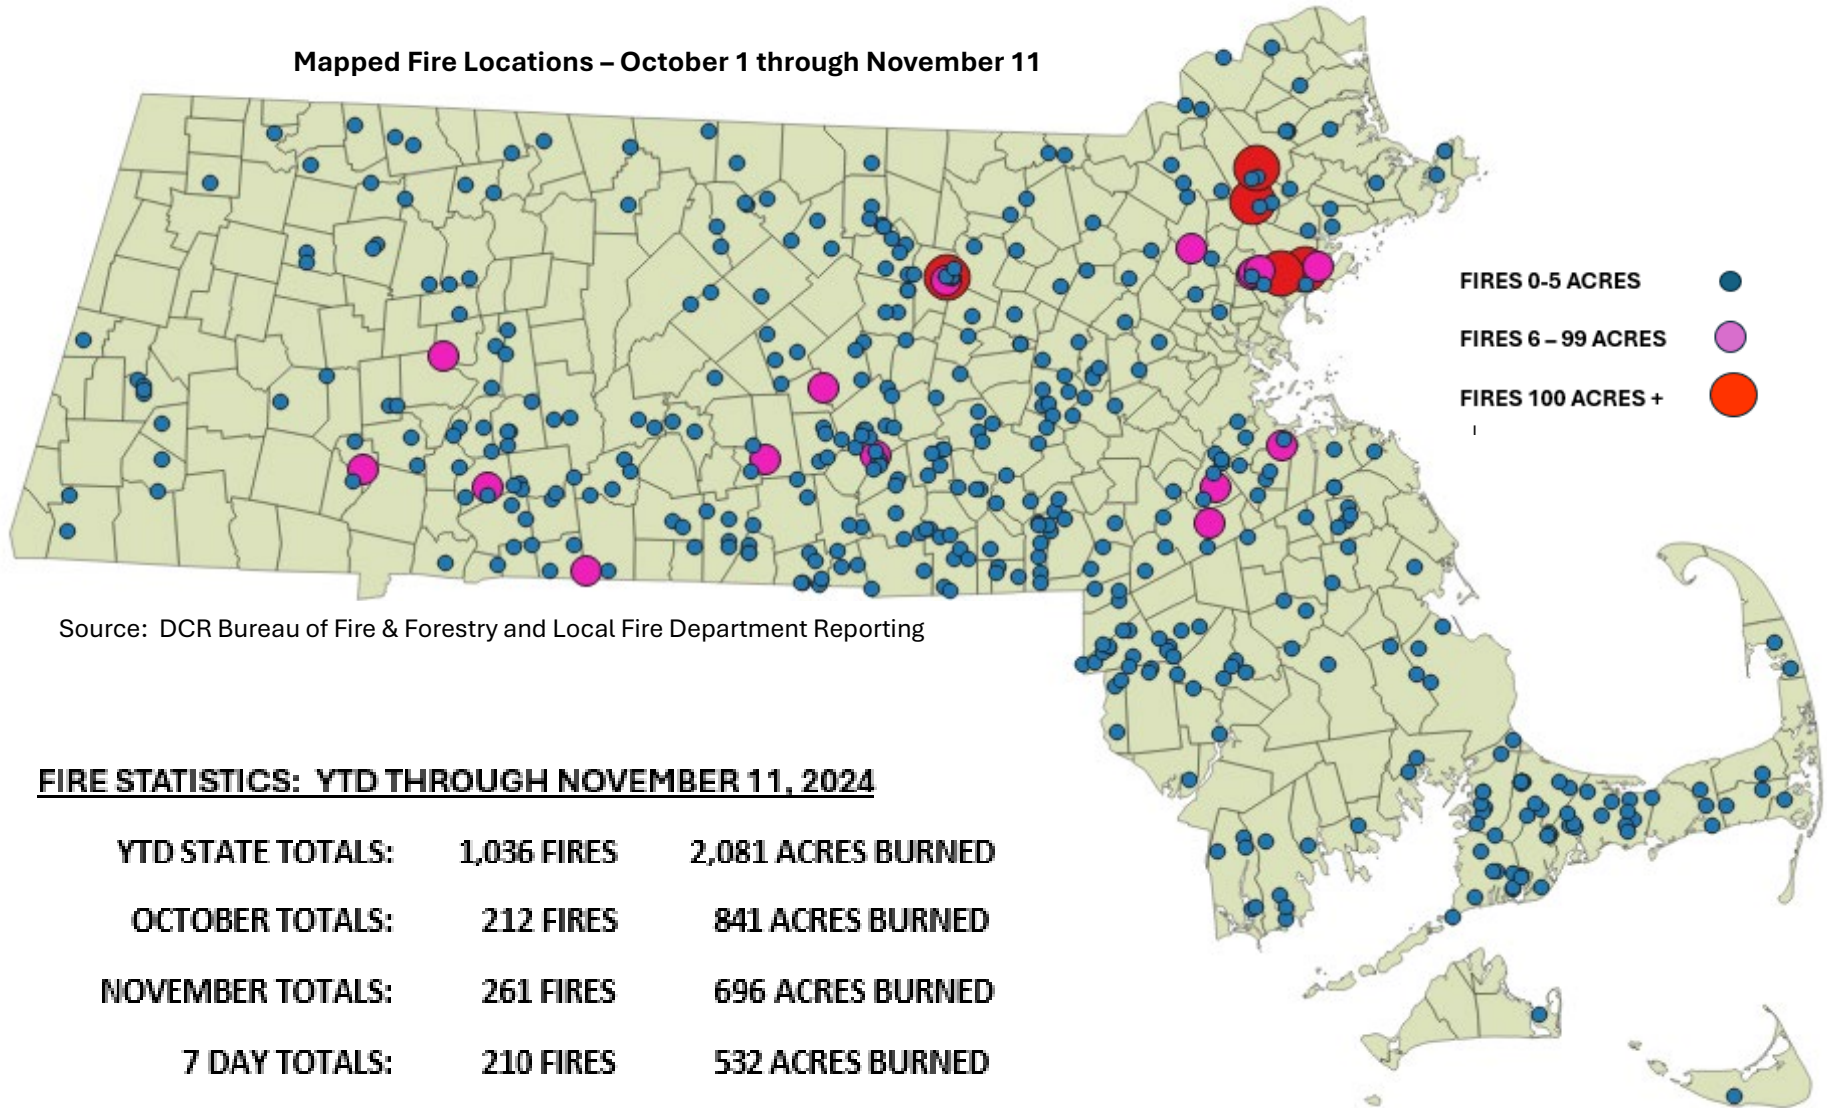 Mapped Fire Locations – October 1 through November 11
FIRES 0-5 ACRES
FIRES 6 – 99 ACRES
FIRES 100 ACRES +
Source: DCR Bureau of Fire & Forestry and Local Fire Department Reporting
FIRE STATISTICS: YTD THROUGH NOVEMBER 11, 2024
YTD STATE TOTALS: 1,036 FIRES 2,081 ACRES BURNED
OCTOBER TOTALS: 212 FIRES 841 ACRES BURNED
NOVEMBER TOTALS: 261 FIRES 696 ACRES BURNED
7 DAY TOTALS: 210 FIRES 532 ACRES BURNED